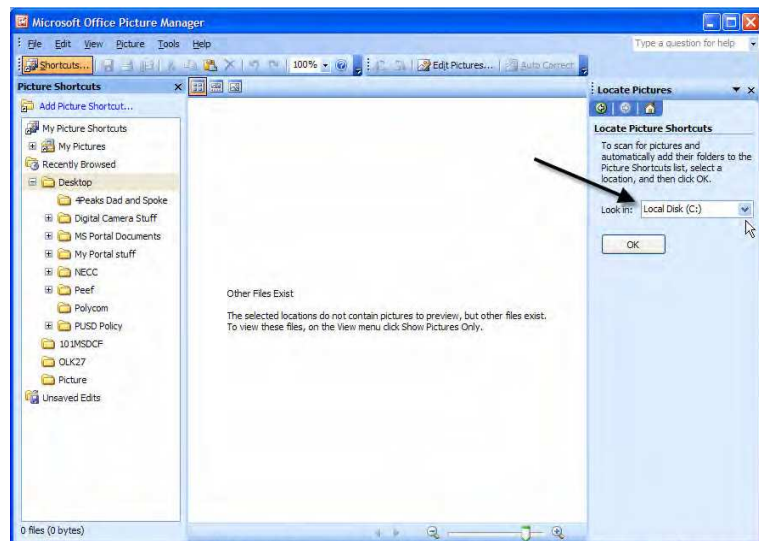 Microsoft Office Picture Manager
File Edit View Picture Tools Help
Type a question for help
Shortcuts...
100%
Edit Pictures...
Auto Correct
Picture Shortcuts
Add Picture Shortcut...
My Picture Shortcuts
My Pictures
Recently Browsed
Desktop
4Peaks Dad and Spoke
Digital Camera Stuff
MS Portal Documents
My Portal stuff
NECC
Peef
Polycom
PUSD Policy
101MSDCF
OLK27
Picture
Unsaved Edits
0 files (0 bytes)
Other Files Exist
The selected locations do not contain pictures to preview, but other files exist.
To view these files, on the View menu click Show Pictures Only.
Locate Pictures
Locate Picture Shortcuts
To scan for pictures and
automatically add their folders to the
Picture Shortcuts list, select a
location, and then click OK.
Look in: Local Disk (C:)
OK